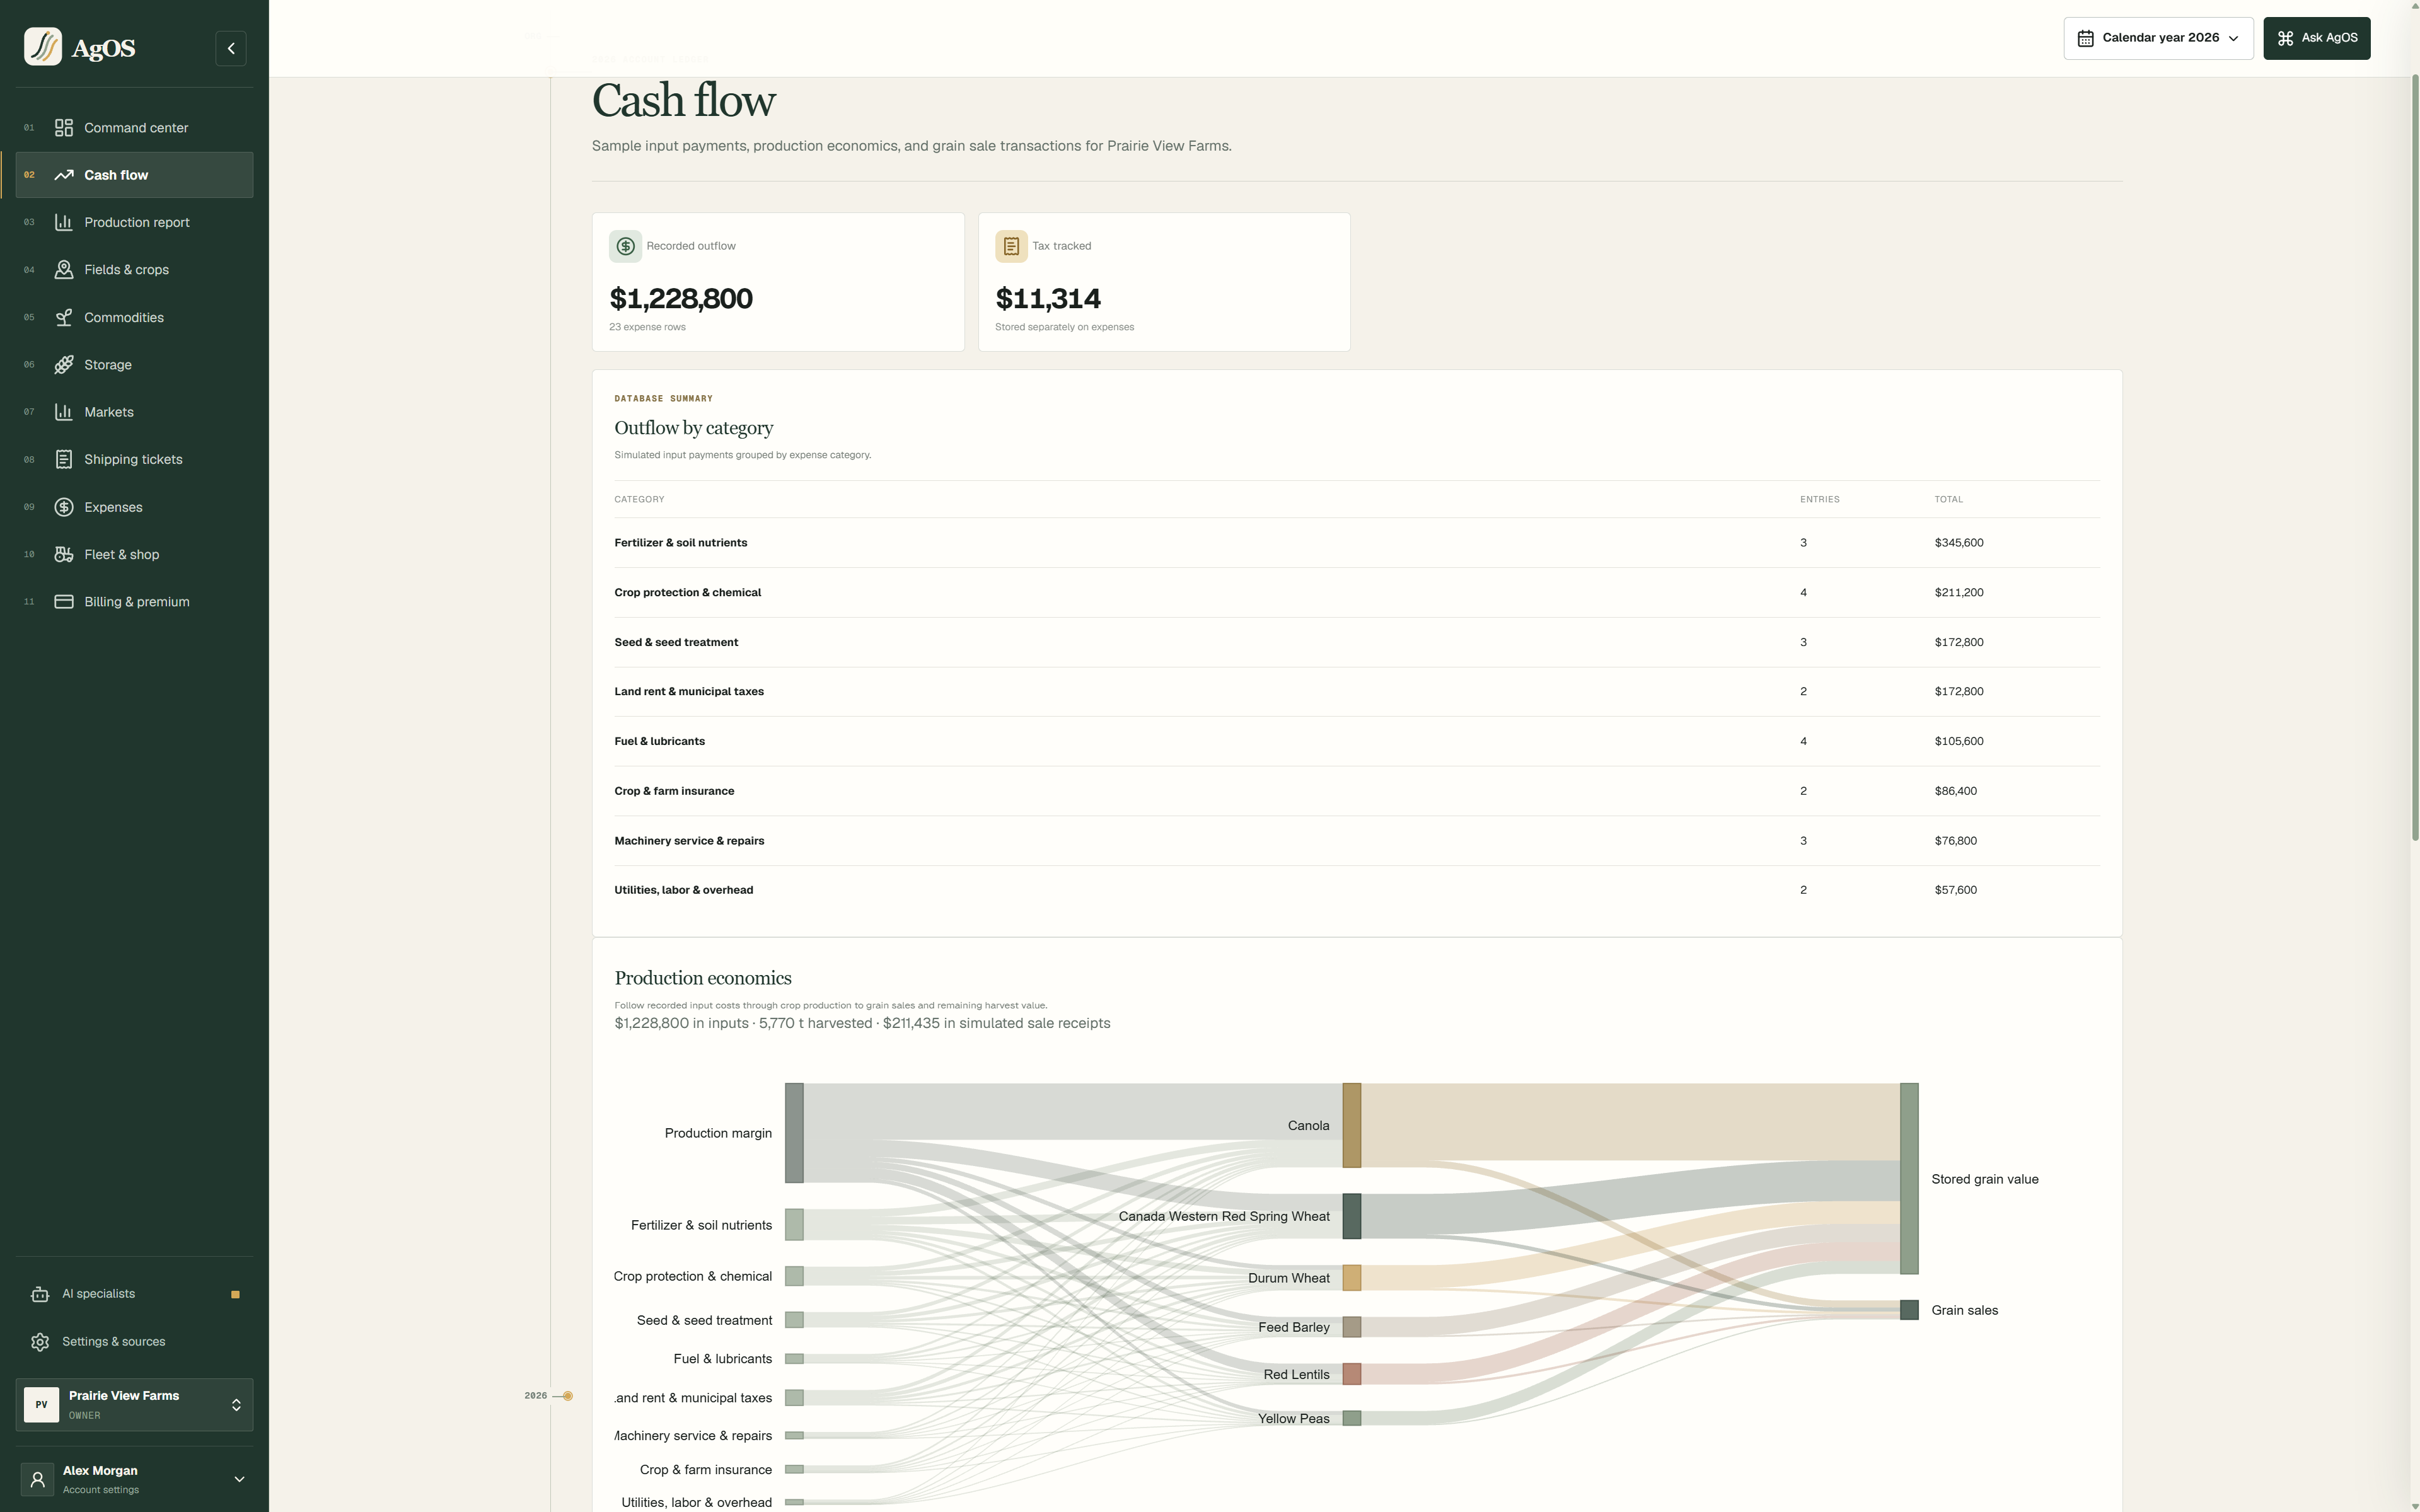 AgOS
Calendar year 2026
Ask AgOS
01 Command center
02 Cash flow
03 Production report
04 Fields & crops
05 Commodities
06 Storage
07 Markets
08 Shipping tickets
09 Expenses
10 Fleet & shop
11 Billing & premium
AI specialists
Settings & sources
PV
Prairie View Farms
OWNER
Alex Morgan
Account settings
Cash flow
Sample input payments, production economics, and grain sale transactions for Prairie View Farms.
Recorded outflow
$1,228,800
23 expense rows
Tax tracked
$11,314
Stored separately on expenses
DATABASE SUMMARY
Outflow by category
Simulated input payments grouped by expense category.
CATEGORY ENTRIES TOTAL
Fertilizer & soil nutrients 3 $345,600
Crop protection & chemical 4 $211,200
Seed & seed treatment 3 $172,800
Land rent & municipal taxes 2 $172,800
Fuel & lubricants 4 $105,600
Crop & farm insurance 2 $86,400
Machinery service & repairs 3 $76,800
Utilities, labor & overhead 2 $57,600
Production economics
Follow recorded input costs through crop production to grain sales and remaining harvest value.
$1,228,800 in inputs · 5,770 t harvested · $211,435 in simulated sale receipts
Production margin
Fertilizer & soil nutrients
Crop protection & chemical
Seed & seed treatment
Fuel & lubricants
and rent & municipal taxes
achinery service & repairs
Crop & farm insurance
Utilities, labor & overhead
Canola
Canada Western Red Spring Wheat
Durum Wheat
Feed Barley
Red Lentils
Yellow Peas
Stored grain value
Grain sales
2026